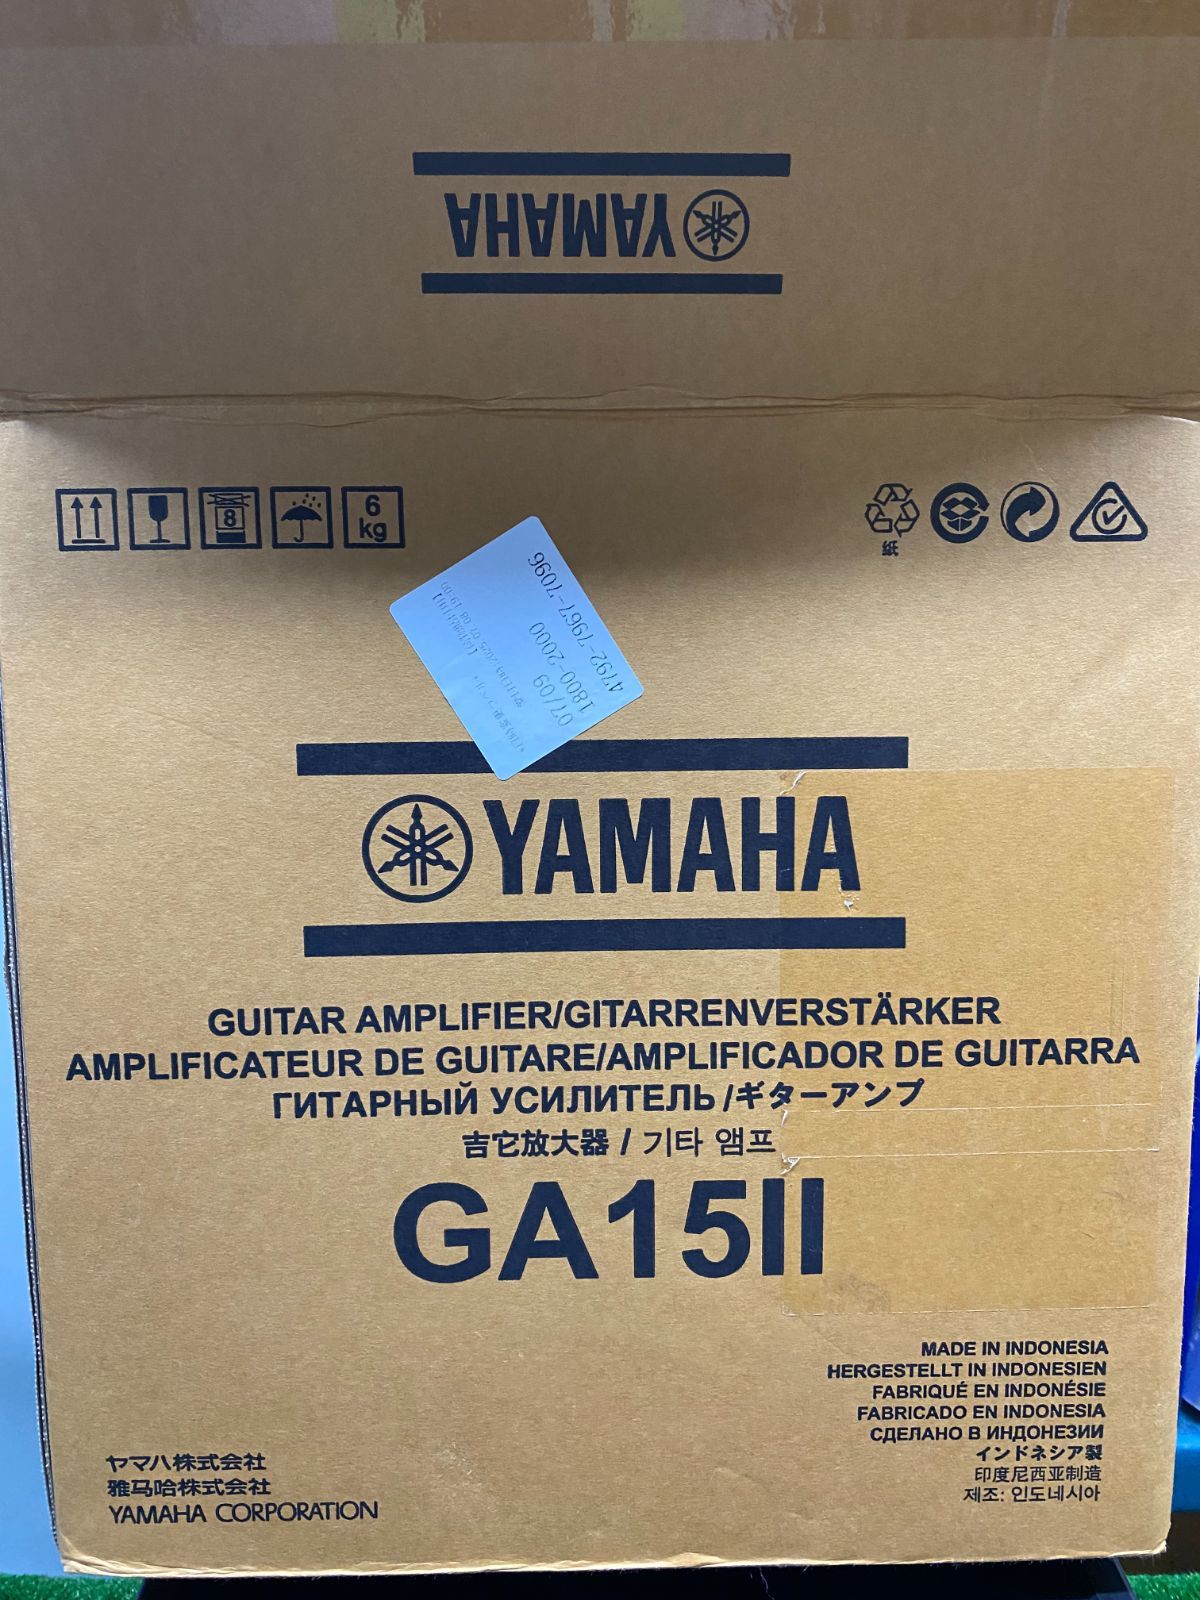 YAMAHA
8
6
kg
紙
4792-7967-7096
1800-2000
07/09
YAMAHA
GUITAR AMPLIFIER/GITARRENVERSTÄRKER
AMPLIFICATEUR DE GUITARE/AMPLIFICADOR DE GUITARRA
ГИТАРНЫЙ УСИЛИТЕЛЬ/ギターアンプ
吉它放大器 / 기타 앰프
GA15II
MADE IN INDONESIA
HERGESTELLT IN INDONESIEN
FABRIQUÉ EN INDONÉSIE
FABRICADO EN INDONESIA
СДЕЛАНО В ИНДОНЕЗИИ
インドネシア製
印度尼西亚制造
제조: 인도네시아
ヤマハ株式会社
雅马哈株式会社
YAMAHA CORPORATION